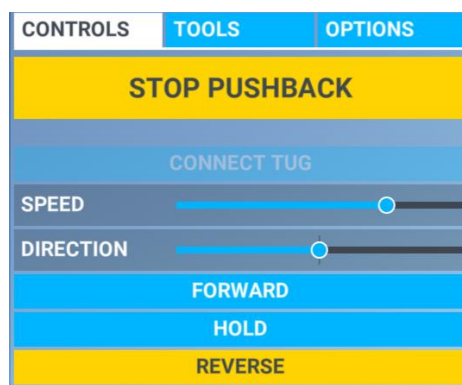 CONTROLS TOOLS OPTIONS
STOP PUSHBACK
CONNECT TUG
SPEED
DIRECTION
FORWARD
HOLD
REVERSE